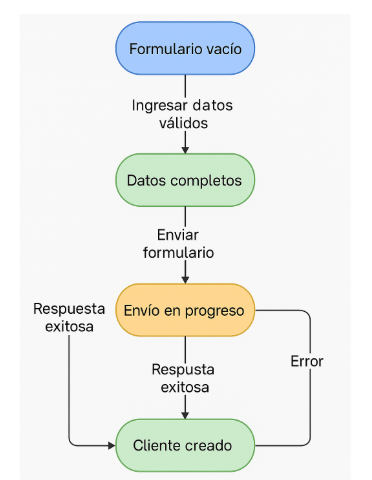 Formulario vacío
Ingresar datos
válidos
Datos completos
Enviar
formulario
Envío en progreso
Respuesta
exitosa
Respusta
exitosa
Error
Cliente creado